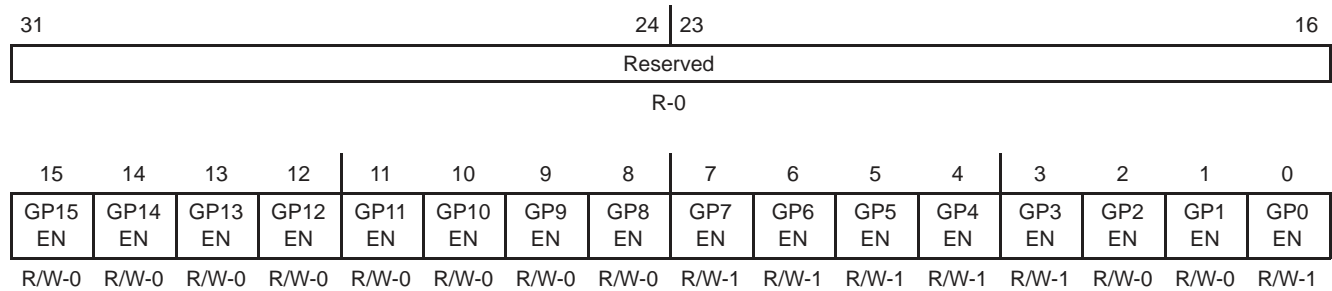 31 24 23 16
Reserved
R-0
15 14 13 12 11 10 9 8 7 6 5 4 3 2 1 0
GP15 GP14 GP13 GP12 GP11 GP10 GP9 GP8 GP7 GP6 GP5 GP4 GP3 GP2 GP1 GP0
EN EN EN EN EN EN EN EN EN EN EN EN EN EN EN EN
R/W-0 R/W-0 R/W-0 R/W-0 R/W-0 R/W-0 R/W-0 R/W-0 R/W-1 R/W-1 R/W-1 R/W-1 R/W-1 R/W-0 R/W-0 R/W-1